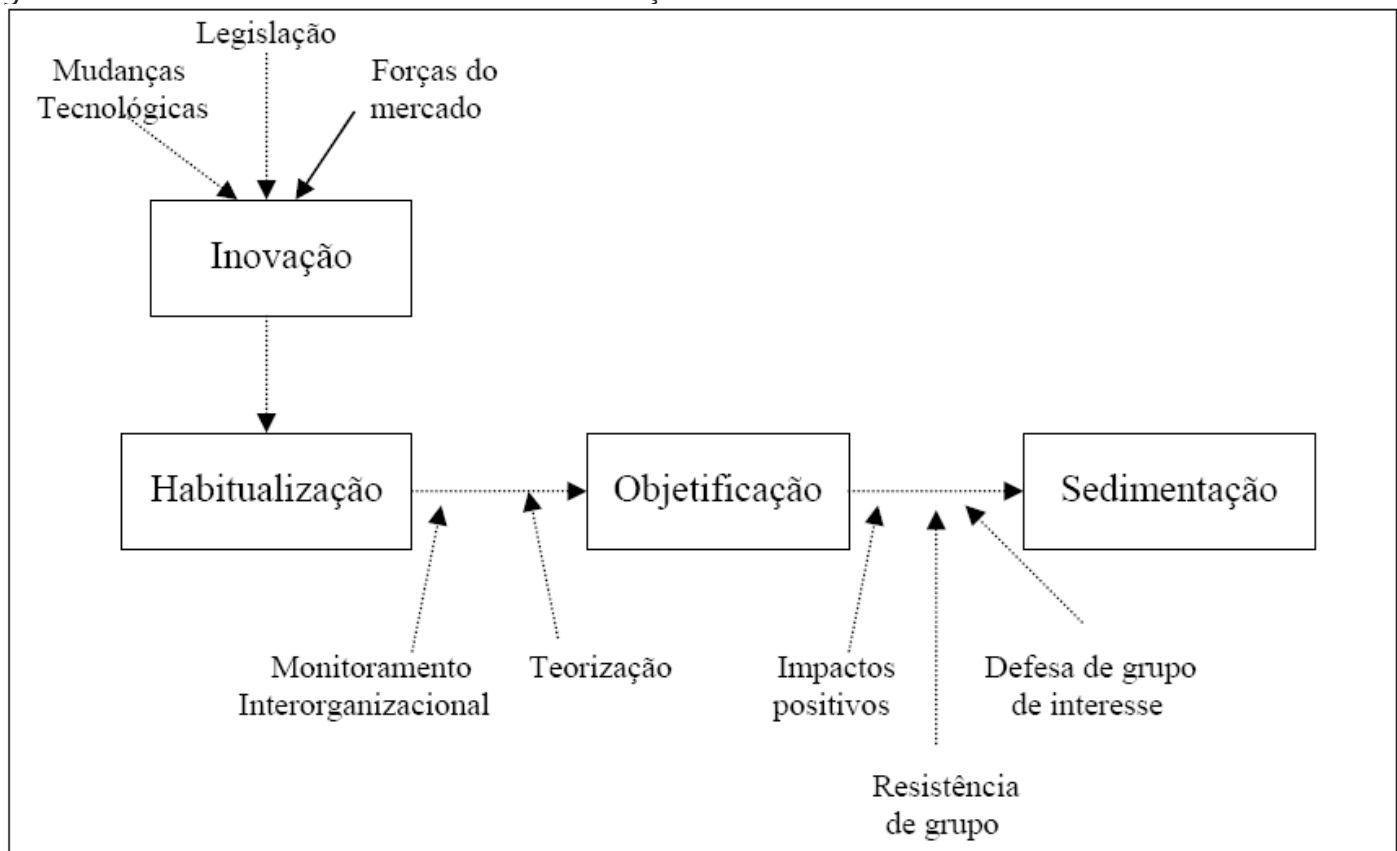 Legislação
Mudanças
Tecnológicas
Forças do
mercado
Inovação
Habitualização
Objetificação
Sedimentação
Monitoramento
Interorganizacional
Teorização
Impactos
positivos
Defesa de grupo
de interesse
Resistência
de grupo